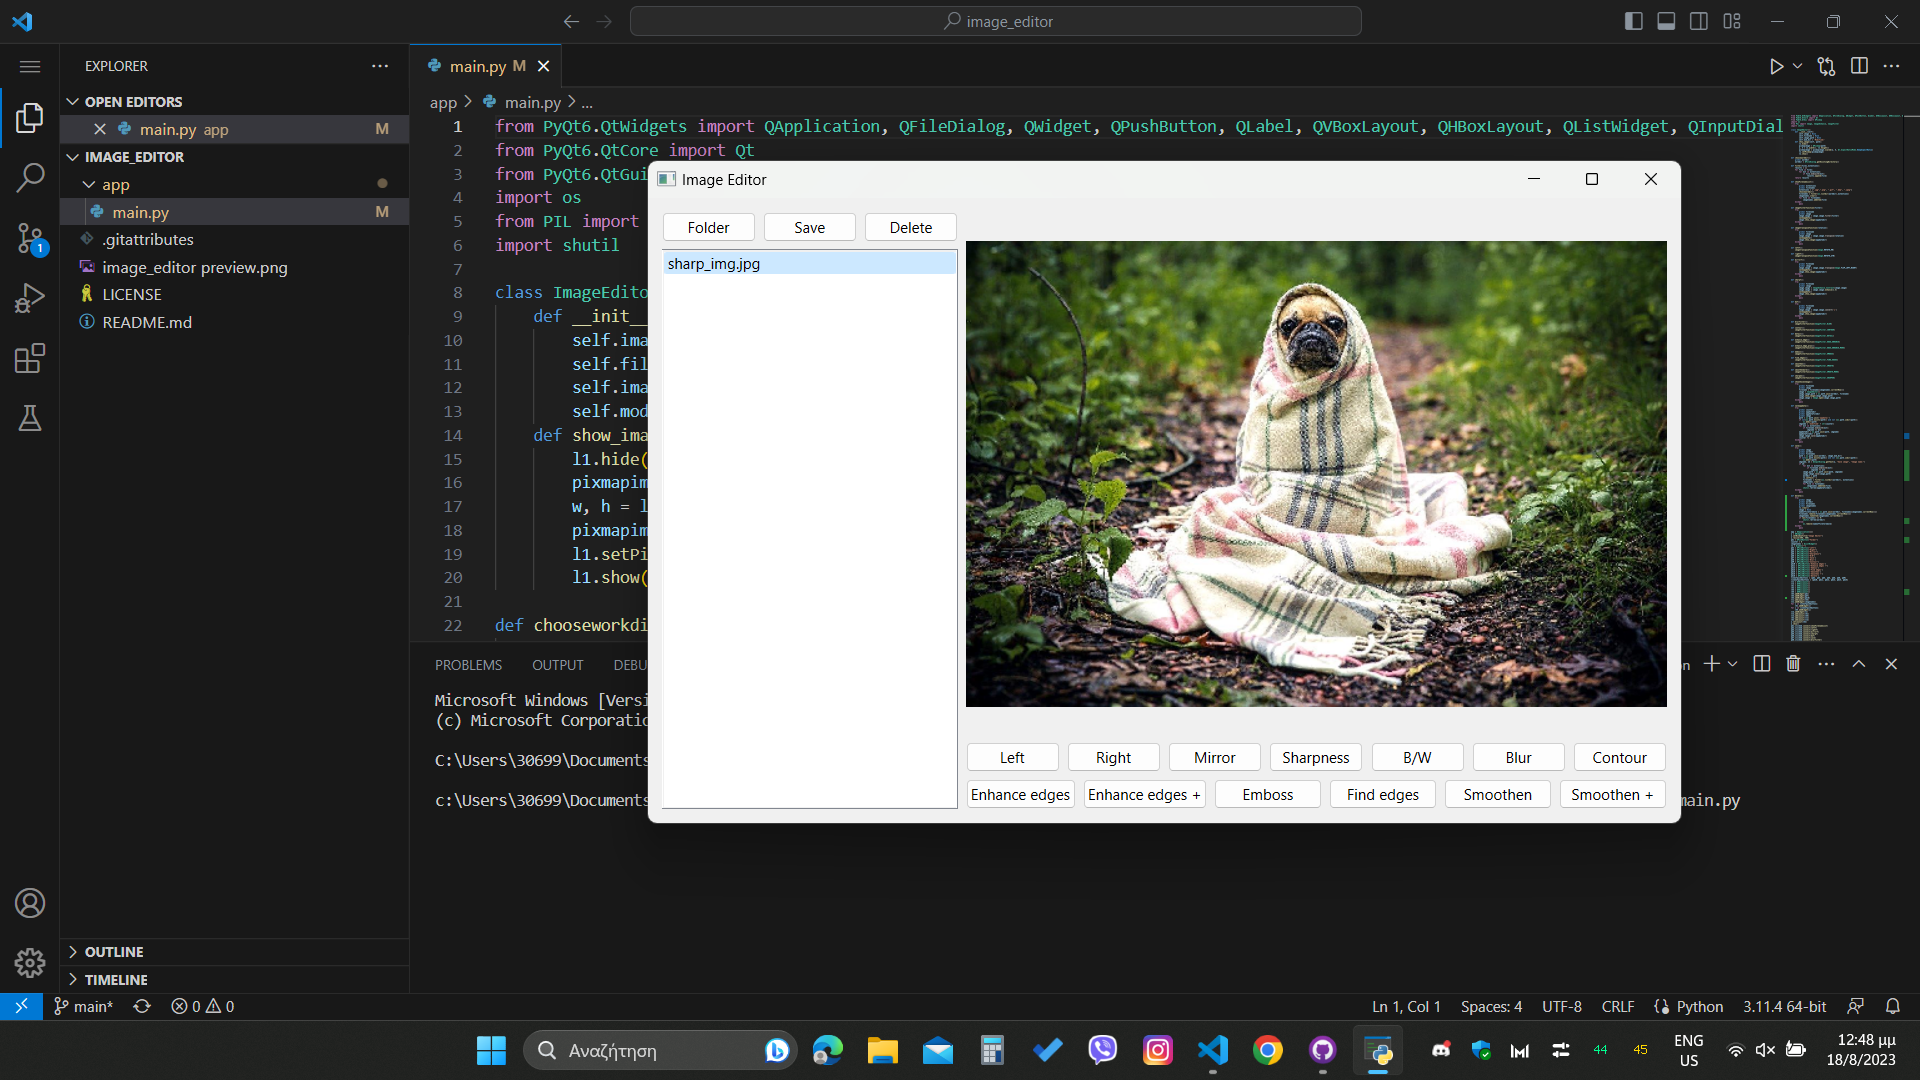 image_editor
EXPLORER
main.py M
OPEN EDITORS
main.py app M
IMAGE_EDITOR
app
main.py M
.gitattributes
image_editor preview.png
LICENSE
README.md
OUTLINE
TIMELINE
app > main.py > ...
1 from PyQt6.QtWidgets import QApplication, QFileDialog, QWidget, QPushButton, QLabel, QVBoxLayout, QHBoxLayout, QListWidget, QInputDial
2 from PyQt6.QtCore import Qt
3 from PyQt6.QtGui
4 import os
5 from PIL import
6 import shutil
7
8 class ImageEdito
9 def __init__
10 self.ima
11 self.fil
12 self.ima
13 self.mod
14 def show_ima
15 l1.hide(
16 pixmapim
17 w, h = l
18 pixmapim
19 l1.setPi
20 l1.show(
21
22 def chooseworkdi
Image Editor
Folder Save Delete
sharp_img.jpg
Left Right Mirror Sharpness B/W Blur Contour
Enhance edges Enhance edges + Emboss Find edges Smoothen Smoothen +
PROBLEMS OUTPUT DEBU
Microsoft Windows [Versi
(c) Microsoft Corporatio
C:\Users\30699\Documents
c:\Users\30699\Documents main.py
1
main* 0 0 Ln 1, Col 1 Spaces: 4 UTF-8 CRLF Python 3.11.4 64-bit
Αναζήτηση
44 45
ENG
US
12:48 μμ
18/8/2023